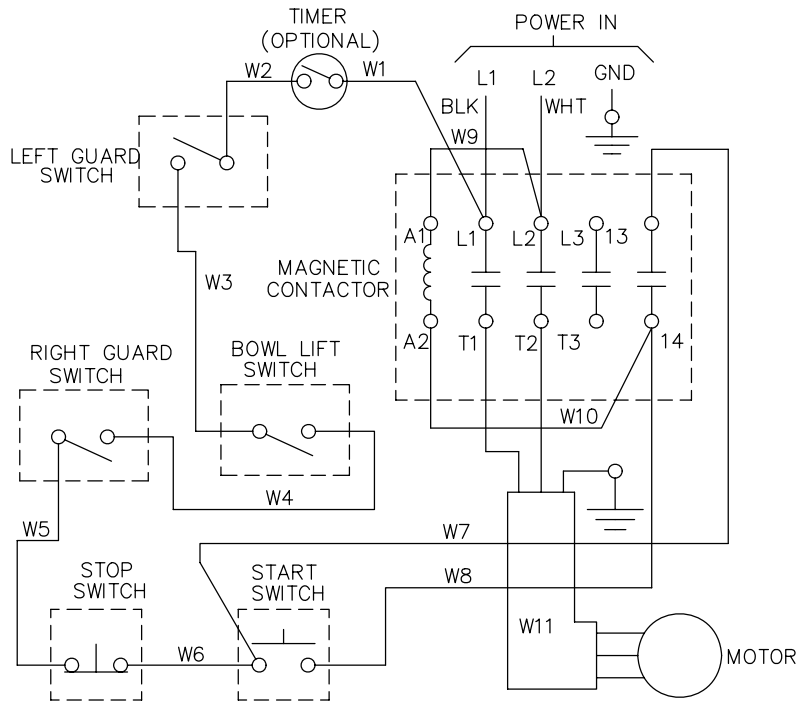 TIMER
(OPTIONAL)
POWER IN
L1 L2 GND
BLK WHT
W2 W1
W9
LEFT GUARD
SWITCH
A1 L1 L2 L3 13
W3
MAGNETIC
CONTACTOR
A2 T1 T2 T3 14
RIGHT GUARD
SWITCH
BOWL LIFT
SWITCH
W10
W4
W5
W7
STOP
SWITCH
START
SWITCH
W8
W11
W6
MOTOR